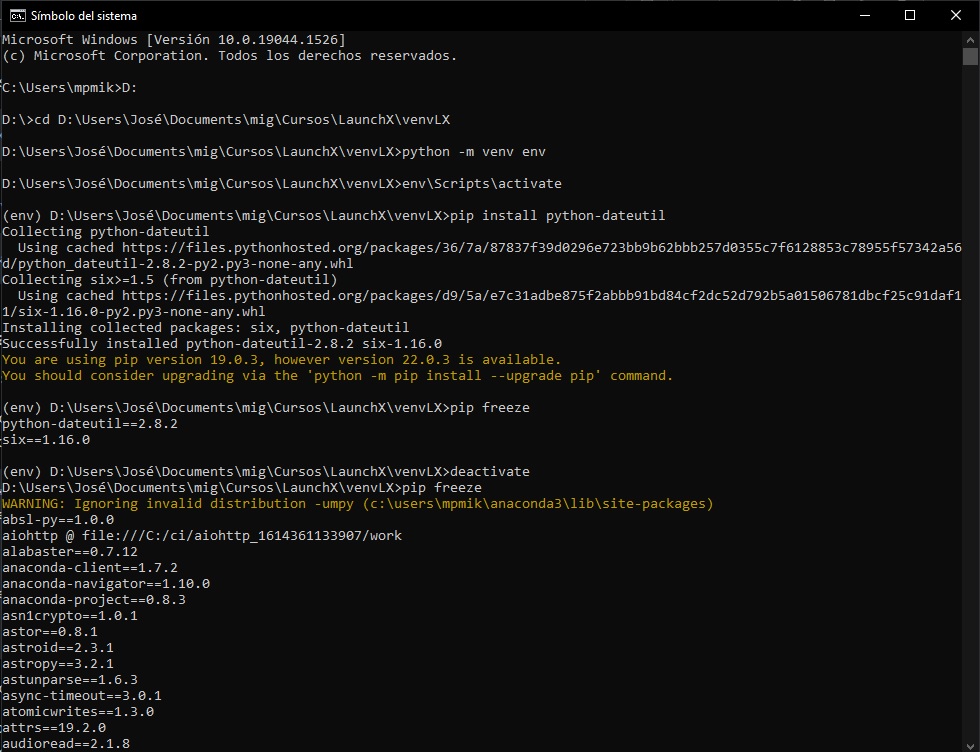 Símbolo del sistema
Microsoft Windows [Versión 10.0.19044.1526]
(c) Microsoft Corporation. Todos los derechos reservados.
C:\Users\mpmik>D:
D:\>cd D:\Users\José\Documents\mig\Cursos\LaunchX\venvLX
D:\Users\José\Documents\mig\Cursos\LaunchX\venvLX>python -m venv env
D:\Users\José\Documents\mig\Cursos\LaunchX\venvLX>env\Scripts\activate
(env) D:\Users\José\Documents\mig\Cursos\LaunchX\venvLX>pip install python-dateutil
Collecting python-dateutil
  Using cached https://files.pythonhosted.org/packages/36/7a/87837f39d0296e723bb9b62bbb257d0355c7f6128853c78955f57342a56
d/python_dateutil-2.8.2-py2.py3-none-any.whl
Collecting six>=1.5 (from python-dateutil)
  Using cached https://files.pythonhosted.org/packages/d9/5a/e7c31adbe875f2abbb91bd84cf2dc52d792b5a01506781dbcf25c91daf1
1/six-1.16.0-py2.py3-none-any.whl
Installing collected packages: six, python-dateutil
Successfully installed python-dateutil-2.8.2 six-1.16.0
You are using pip version 19.0.3, however version 22.0.3 is available.
You should consider upgrading via the 'python -m pip install --upgrade pip' command.
(env) D:\Users\José\Documents\mig\Cursos\LaunchX\venvLX>pip freeze
python-dateutil==2.8.2
six==1.16.0
(env) D:\Users\José\Documents\mig\Cursos\LaunchX\venvLX>deactivate
D:\Users\José\Documents\mig\Cursos\LaunchX\venvLX>pip freeze
WARNING: Ignoring invalid distribution -umpy (c:\users\mpmik\anaconda3\lib\site-packages)
absl-py==1.0.0
aiohttp @ file:///C:/ci/aiohttp_1614361133907/work
alabaster==0.7.12
anaconda-client==1.7.2
anaconda-navigator==1.10.0
anaconda-project==0.8.3
asn1crypto==1.0.1
astor==0.8.1
astroid==2.3.1
astropy==3.2.1
astunparse==1.6.3
async-timeout==3.0.1
atomicwrites==1.3.0
attrs==19.2.0
audioread==2.1.8